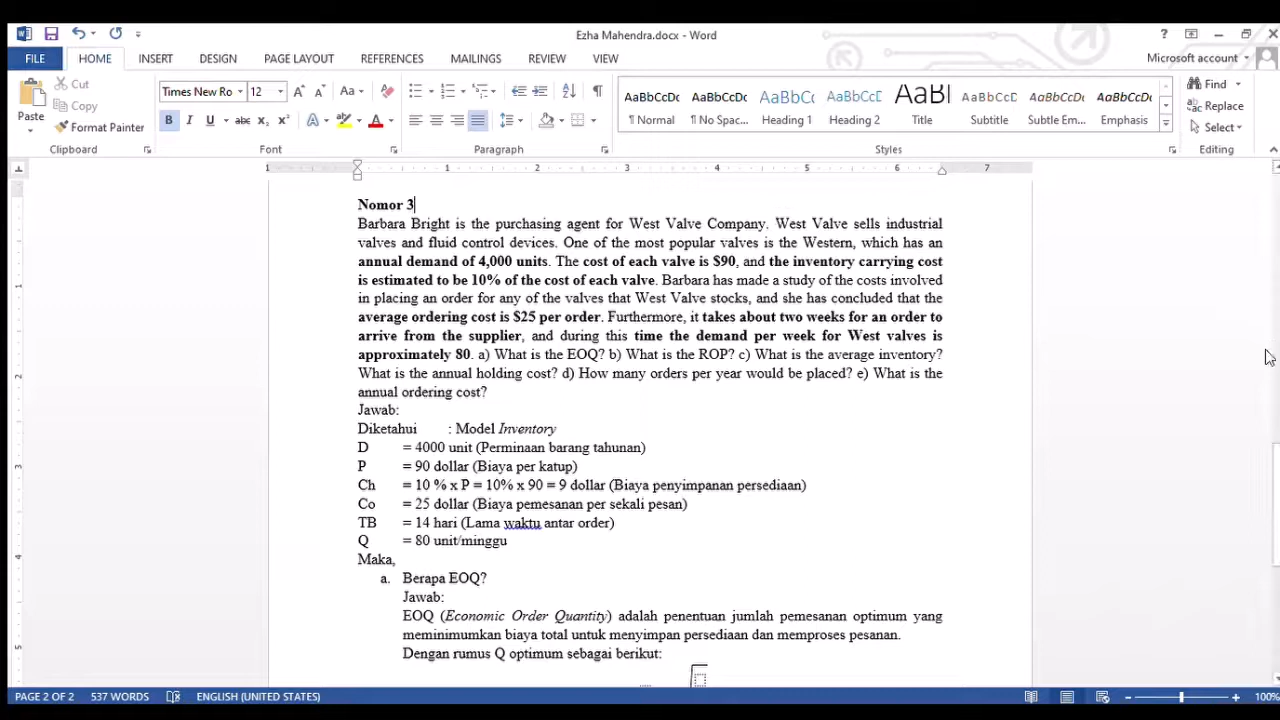 Ezha Mahendra.docx - Word
FILE HOME INSERT DESIGN PAGE LAYOUT REFERENCES MAILINGS REVIEW VIEW Microsoft account
Cut
Copy
Paste
Format Painter
Clipboard
Times New Ro 12
Font
Paragraph
AaBbCcDc AaBbCcDc AaBbCc AaBbCcD AaBl AaBbCcD AaBbCcDt AaBbCcDt
¶ Normal ¶ No Spac... Heading 1 Heading 2 Title Subtitle Subtle Em... Emphasis
Styles
Find
Replace
Select
Editing
1 1 2 3 4 5 6 7
Nomor 3
Barbara Bright is the purchasing agent for West Valve Company. West Valve sells industrial
valves and fluid control devices. One of the most popular valves is the Western, which has an
annual demand of 4,000 units. The cost of each valve is $90, and the inventory carrying cost
is estimated to be 10% of the cost of each valve. Barbara has made a study of the costs involved
in placing an order for any of the valves that West Valve stocks, and she has concluded that the
average ordering cost is $25 per order. Furthermore, it takes about two weeks for an order to
arrive from the supplier, and during this time the demand per week for West valves is
approximately 80. a) What is the EOQ? b) What is the ROP? c) What is the average inventory?
What is the annual holding cost? d) How many orders per year would be placed? e) What is the
annual ordering cost?
Jawab:
Diketahui : Model Inventory
D = 4000 unit (Perminaan barang tahunan)
P = 90 dollar (Biaya per katup)
Ch = 10 % x P = 10% x 90 = 9 dollar (Biaya penyimpanan persediaan)
Co = 25 dollar (Biaya pemesanan per sekali pesan)
TB = 14 hari (Lama waktu antar order)
Q = 80 unit/minggu
Maka,
a. Berapa EOQ?
Jawab:
EOQ (Economic Order Quantity) adalah penentuan jumlah pemesanan optimum yang
meminimumkan biaya total untuk menyimpan persediaan dan memproses pesanan.
Dengan rumus Q optimum sebagai berikut:
PAGE 2 OF 2 537 WORDS ENGLISH (UNITED STATES) 100%